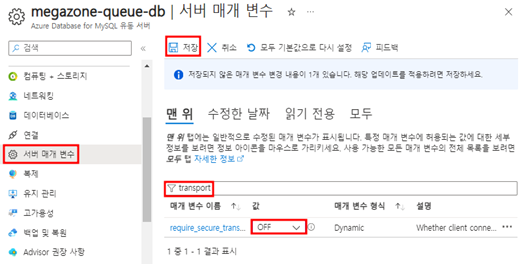 megazone-queue-db | 서버 매개 변수
Azure Database for MySQL 유동 서버
검색
저장
취소
모두 기본값으로 다시 설정
피드백
저장되지 않은 매개 변수 변경 내용이 1개 있습니다. 해당 업데이트를 적용하려면 저장하세요.
컴퓨팅 + 스토리지
네트워킹
데이터베이스
연결
서버 매개 변수
복제
유지 관리
고가용성
백업 및 복원
Advisor 권장 사항
맨 위
수정한 날짜
읽기 전용
모두
맨 위 탭에는 일반적으로 수정된 매개 변수가 표시됩니다. 특정 매개 변수에 허용되는 값에 대한 세부
정보를 보려면 정보 아이콘을 마우스로 가리키세요. 사용 가능한 모든 매개 변수의 전체 목록을 보려면
모두 탭 자세한 정보
transport
매개 변수 이름
값
매개 변수 형식
설명
require_secure_trans...
OFF
Dynamic
Whether client conne...
1 중 1 - 1 결과 표시